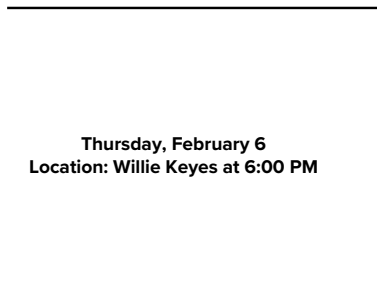 Thursday, February 6
Location: Willie Keyes at 6:00 PM